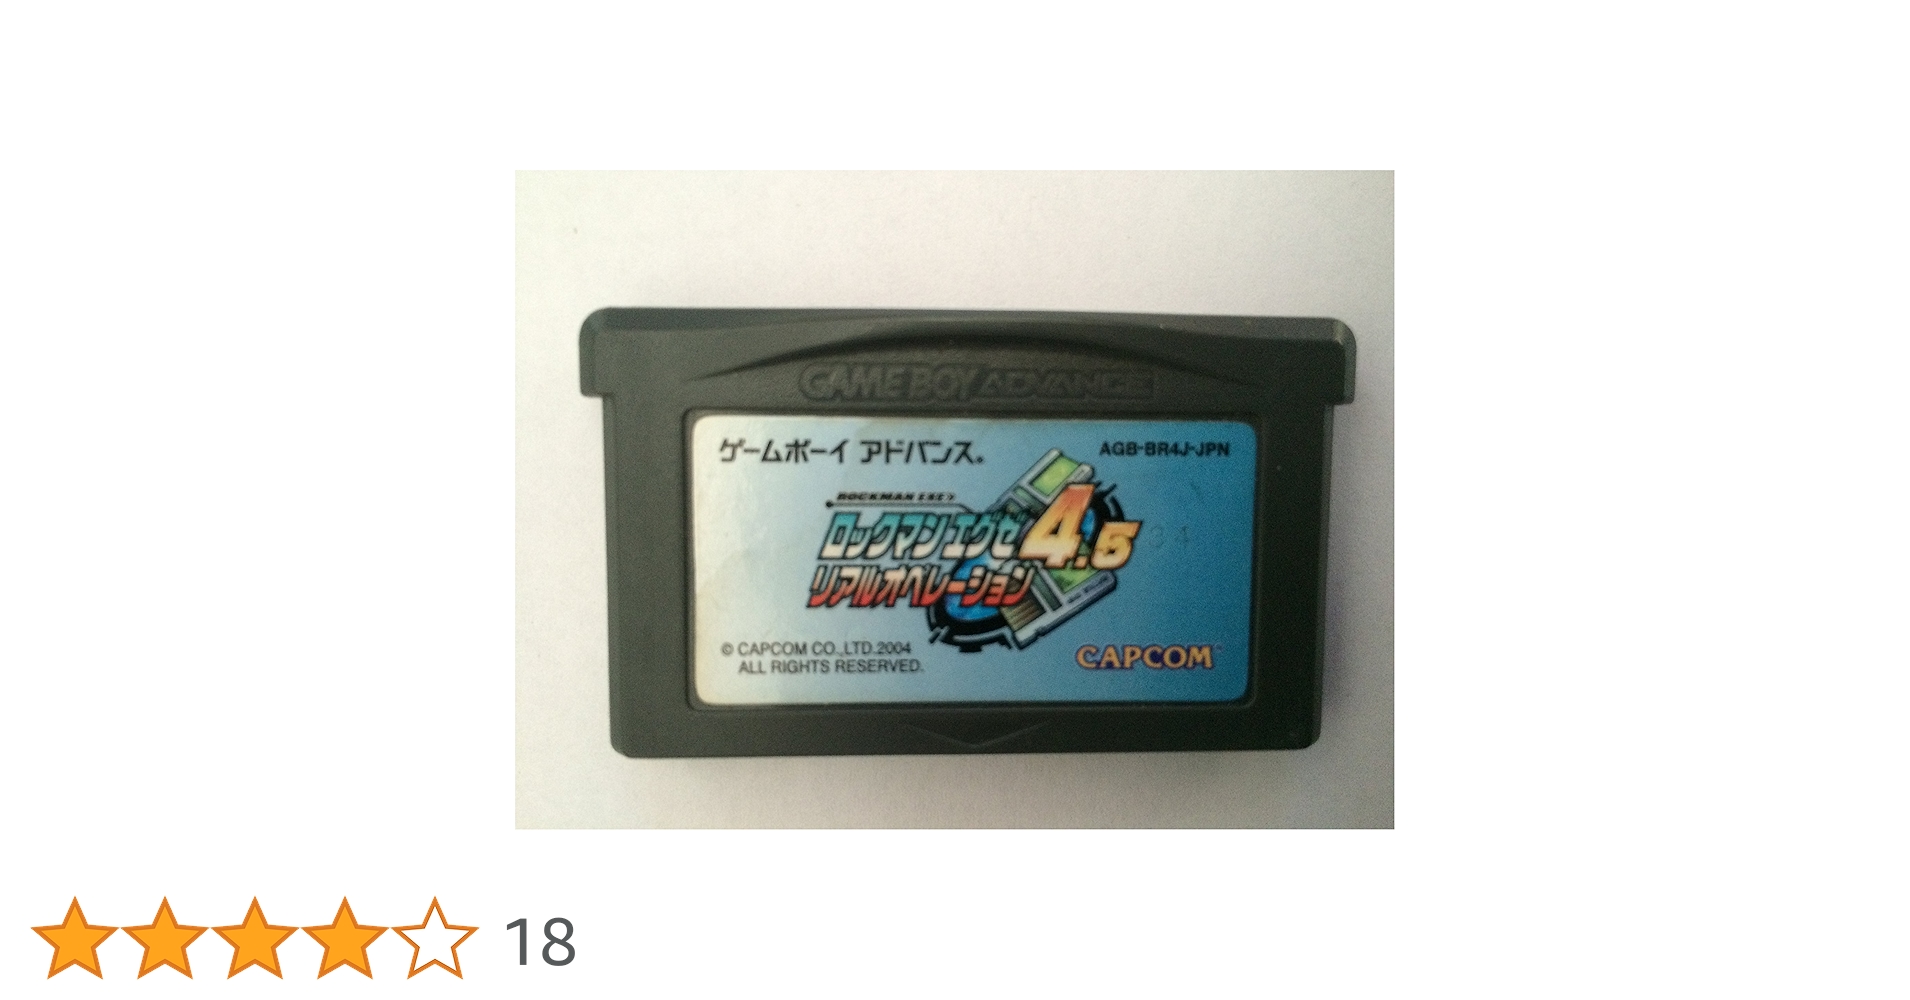 GAME BOY ADVANCE
ゲームボーイ アドバンス®
AGB-BR4J-JPN
ROCKMAN EXE
ロックマンエグゼ4.5
リアルオペレーション
© CAPCOM CO.,LTD.2004
ALL RIGHTS RESERVED.
CAPCOM
18